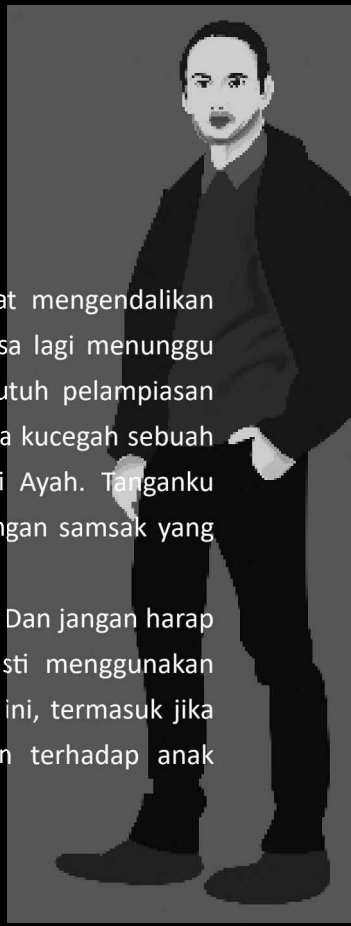 at mengendalikan
sa lagi menunggu
utuh pelampiasan
a kucegah sebuah
i Ayah. Tanganku
ngan samsak yang
Dan jangan harap
sti menggunakan
ini, termasuk jika
n terhadap anak